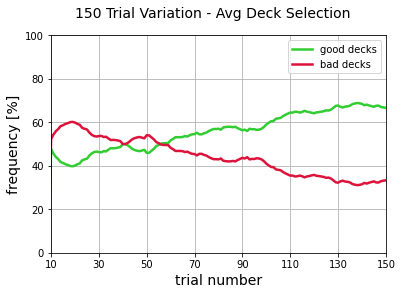 150 Trial Variation - Avg Deck Selection
good decks
bad decks
frequency [%]
100
80
60
40
20
0
10 30 50 70 90 110 130 150
trial number